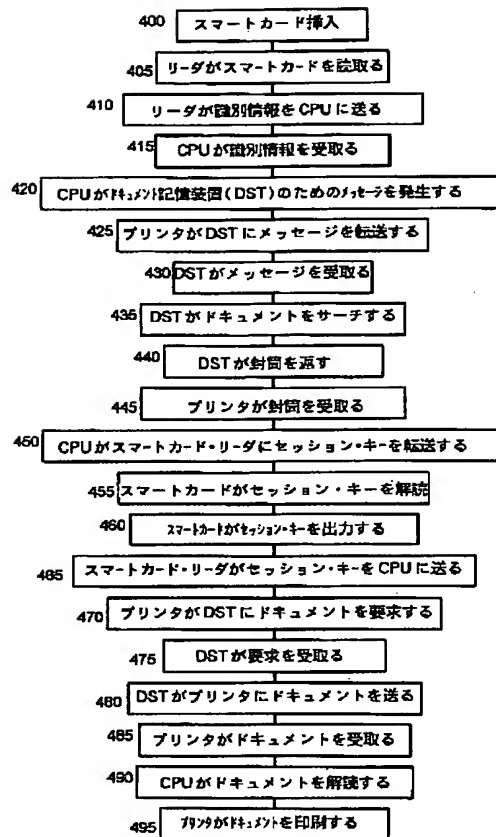 400 スマートカード挿入
405 リーダがスマートカードを読取る
410 リーダが識別情報をCPUに送る
415 CPUが識別情報を受取る
420 CPUがドキュメント記憶装置(DST)のためのメッセージを発生する
425 プリンタがDSTにメッセージを転送する
430 DSTがメッセージを受取る
435 DSTがドキュメントをサーチする
440 DSTが封筒を返す
445 プリンタが封筒を受取る
450 CPUがスマートカード・リーダにセッション・キーを転送する
455 スマートカードがセッション・キーを解読
460 スマートカードがセッション・キーを出力する
465 スマートカード・リーダがセッション・キーをCPUに送る
470 プリンタがDSTにドキュメントを要求する
475 DSTが要求を受取る
480 DSTがプリンタにドキュメントを送る
485 プリンタがドキュメントを受取る
490 CPUがドキュメントを解読する
495 プリンタがドキュメントを印刷する